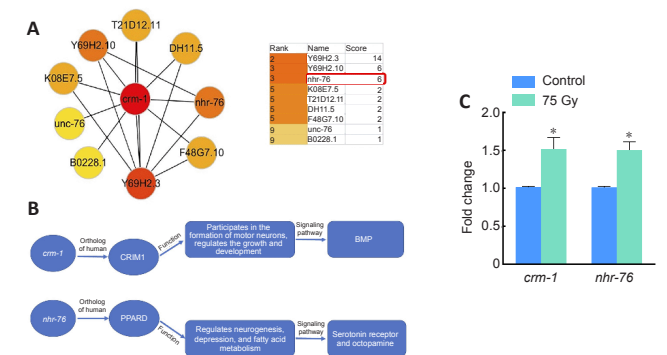 A
T21D12.11
Y69H2.10
DH11.5
K08E7.5
crm-1
nhr-76
unc-76
F48G7.10
B0228.1
Y69H2.3
Rank Name Score
2 Y69H2.3 14
3 Y69H2.10 6
3 nhr-76 6
5 K08E7.5 2
5 T21D12.11 2
5 DH11.5 2
5 F48G7.10 2
9 unc-76 1
9 B0228.1 1
B
crm-1
Ortholog
of human
CRIM1
Function
Participates in the
formation of motor neurons,
regulates the growth and
development
Signaling
pathway
BMP
nhr-76
Ortholog
of human
PPARD
Function
Regulates neurogenesis,
depression, and fatty acid
metabolism
Signaling
pathway
Serotonin receptor
and octopamine
C
Control
75 Gy
Fold change
2.0
1.5
1.0
0.5
0
*
*
crm-1
nhr-76